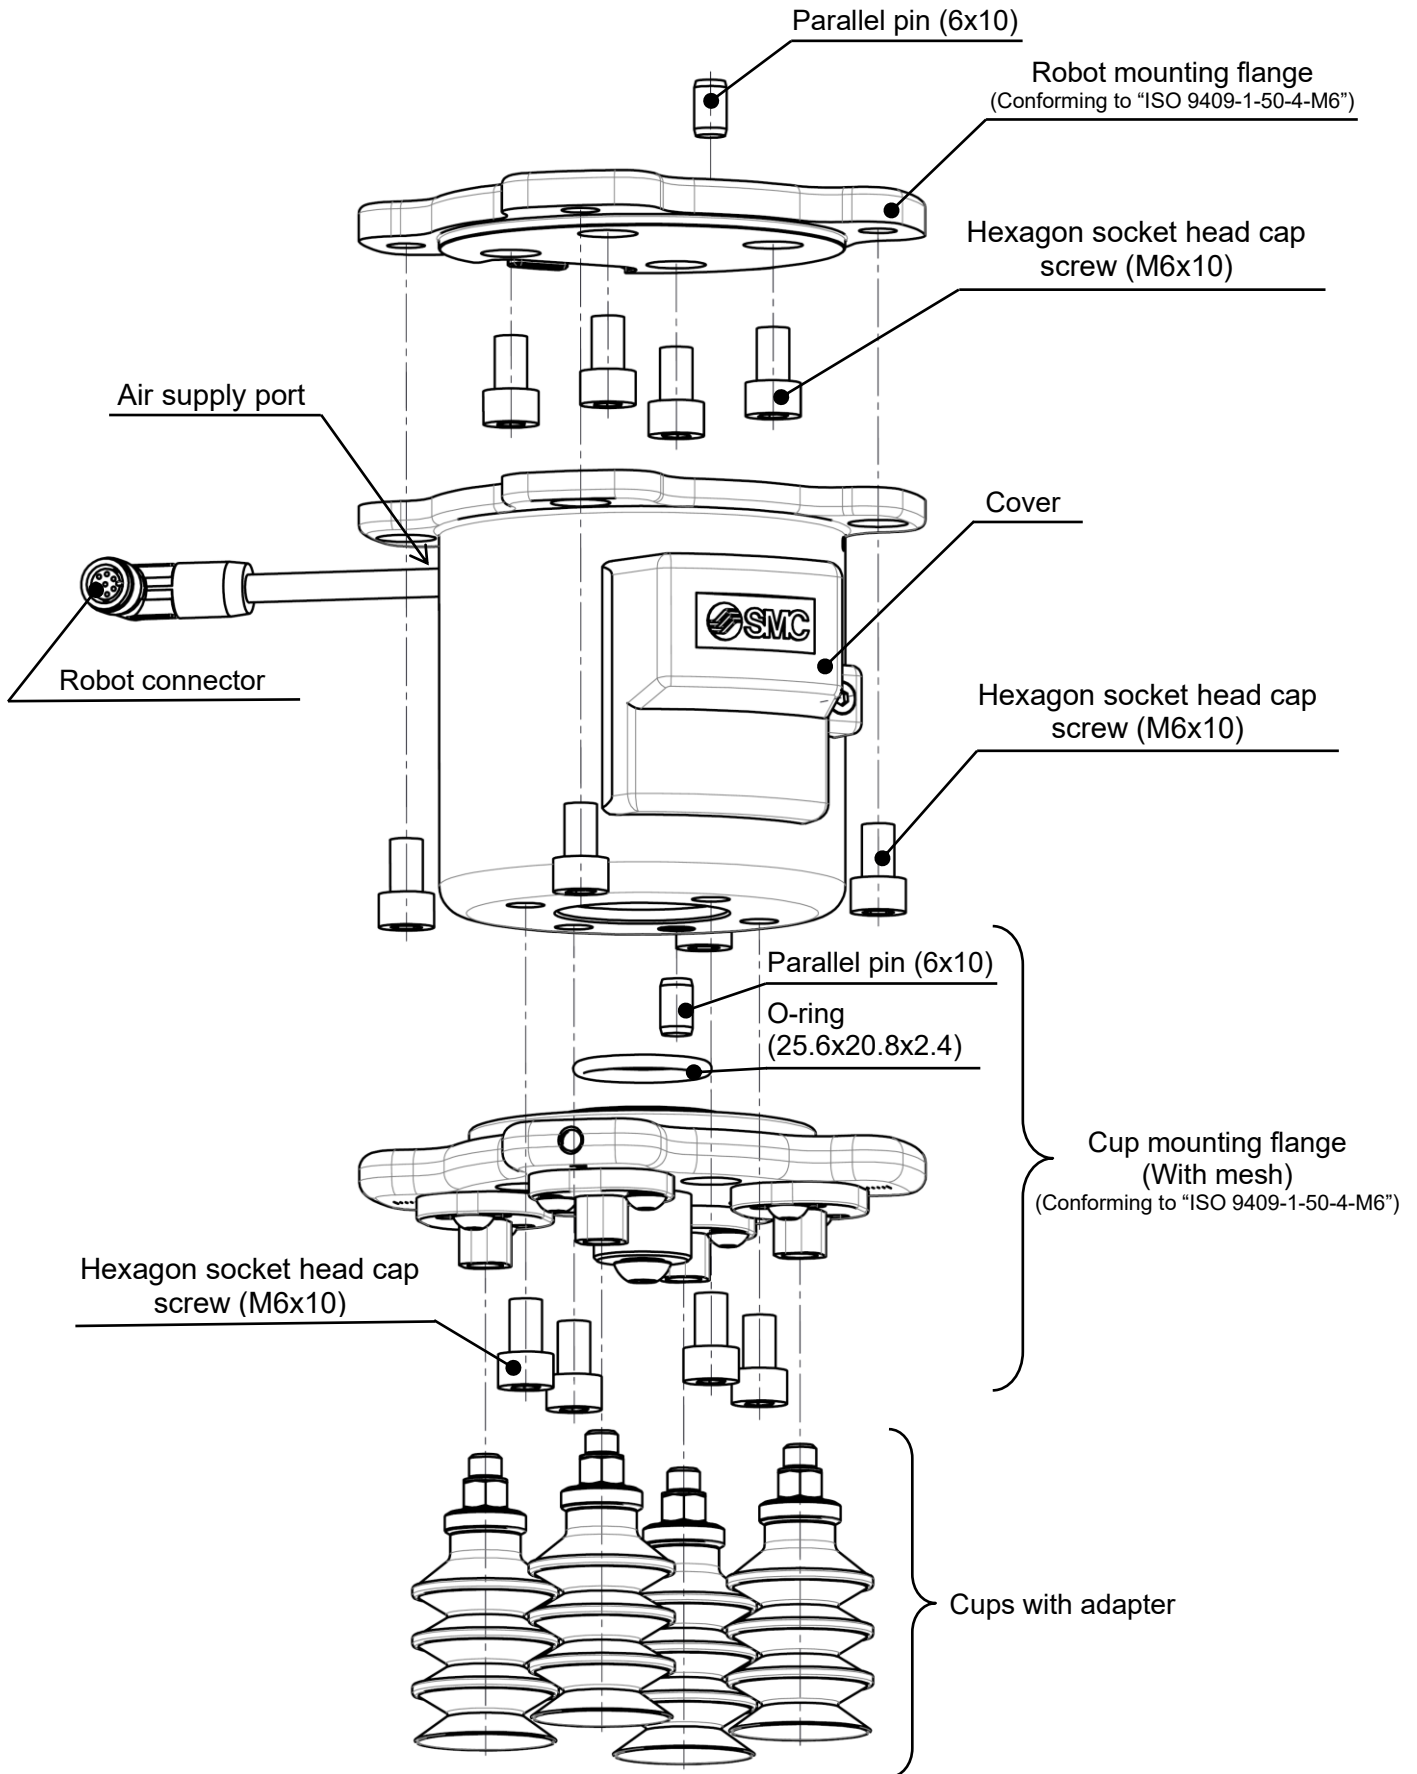 Parallel pin (6x10)
Robot mounting flange
(Conforming to “ISO 9409-1-50-4-M6”)
Hexagon socket head cap
screw (M6x10)
Air supply port
Cover
SMC
Robot connector
Hexagon socket head cap
screw (M6x10)
Parallel pin (6x10)
O-ring
(25.6x20.8x2.4)
Cup mounting flange
(With mesh)
(Conforming to “ISO 9409-1-50-4-M6”)
Hexagon socket head cap
screw (M6x10)
Cups with adapter